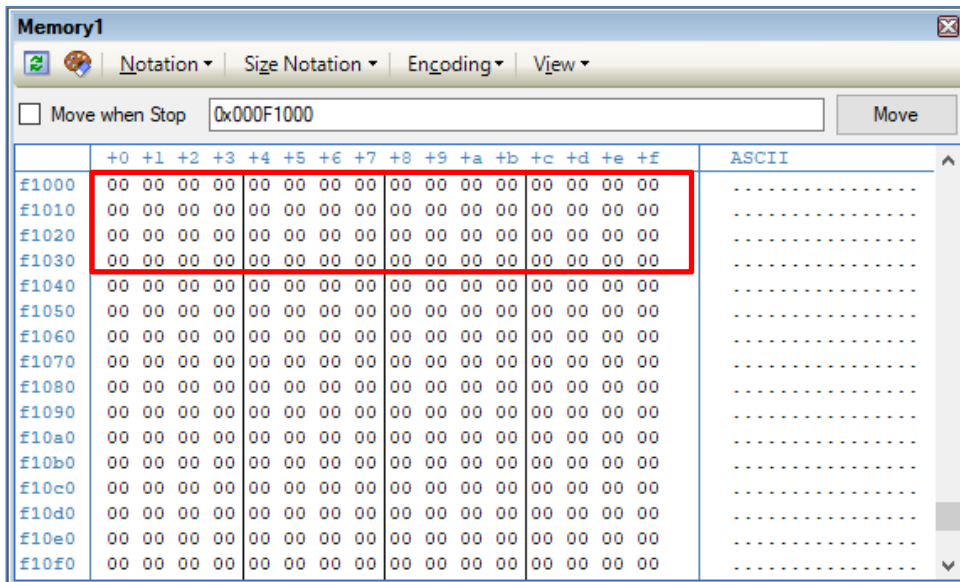 Memory1
Notation Size Notation Encoding View
Move when Stop 0x000F1000 Move
+0 +1 +2 +3 +4 +5 +6 +7 +8 +9 +a +b +c +d +e +f ASCII
f1000 00 00 00 00 00 00 00 00 00 00 00 00 00 00 00 00 ................
f1010 00 00 00 00 00 00 00 00 00 00 00 00 00 00 00 00 ................
f1020 00 00 00 00 00 00 00 00 00 00 00 00 00 00 00 00 ................
f1030 00 00 00 00 00 00 00 00 00 00 00 00 00 00 00 00 ................
f1040 00 00 00 00 00 00 00 00 00 00 00 00 00 00 00 00 ................
f1050 00 00 00 00 00 00 00 00 00 00 00 00 00 00 00 00 ................
f1060 00 00 00 00 00 00 00 00 00 00 00 00 00 00 00 00 ................
f1070 00 00 00 00 00 00 00 00 00 00 00 00 00 00 00 00 ................
f1080 00 00 00 00 00 00 00 00 00 00 00 00 00 00 00 00 ................
f1090 00 00 00 00 00 00 00 00 00 00 00 00 00 00 00 00 ................
f10a0 00 00 00 00 00 00 00 00 00 00 00 00 00 00 00 00 ................
f10b0 00 00 00 00 00 00 00 00 00 00 00 00 00 00 00 00 ................
f10c0 00 00 00 00 00 00 00 00 00 00 00 00 00 00 00 00 ................
f10d0 00 00 00 00 00 00 00 00 00 00 00 00 00 00 00 00 ................
f10e0 00 00 00 00 00 00 00 00 00 00 00 00 00 00 00 00 ................
f10f0 00 00 00 00 00 00 00 00 00 00 00 00 00 00 00 00 ................